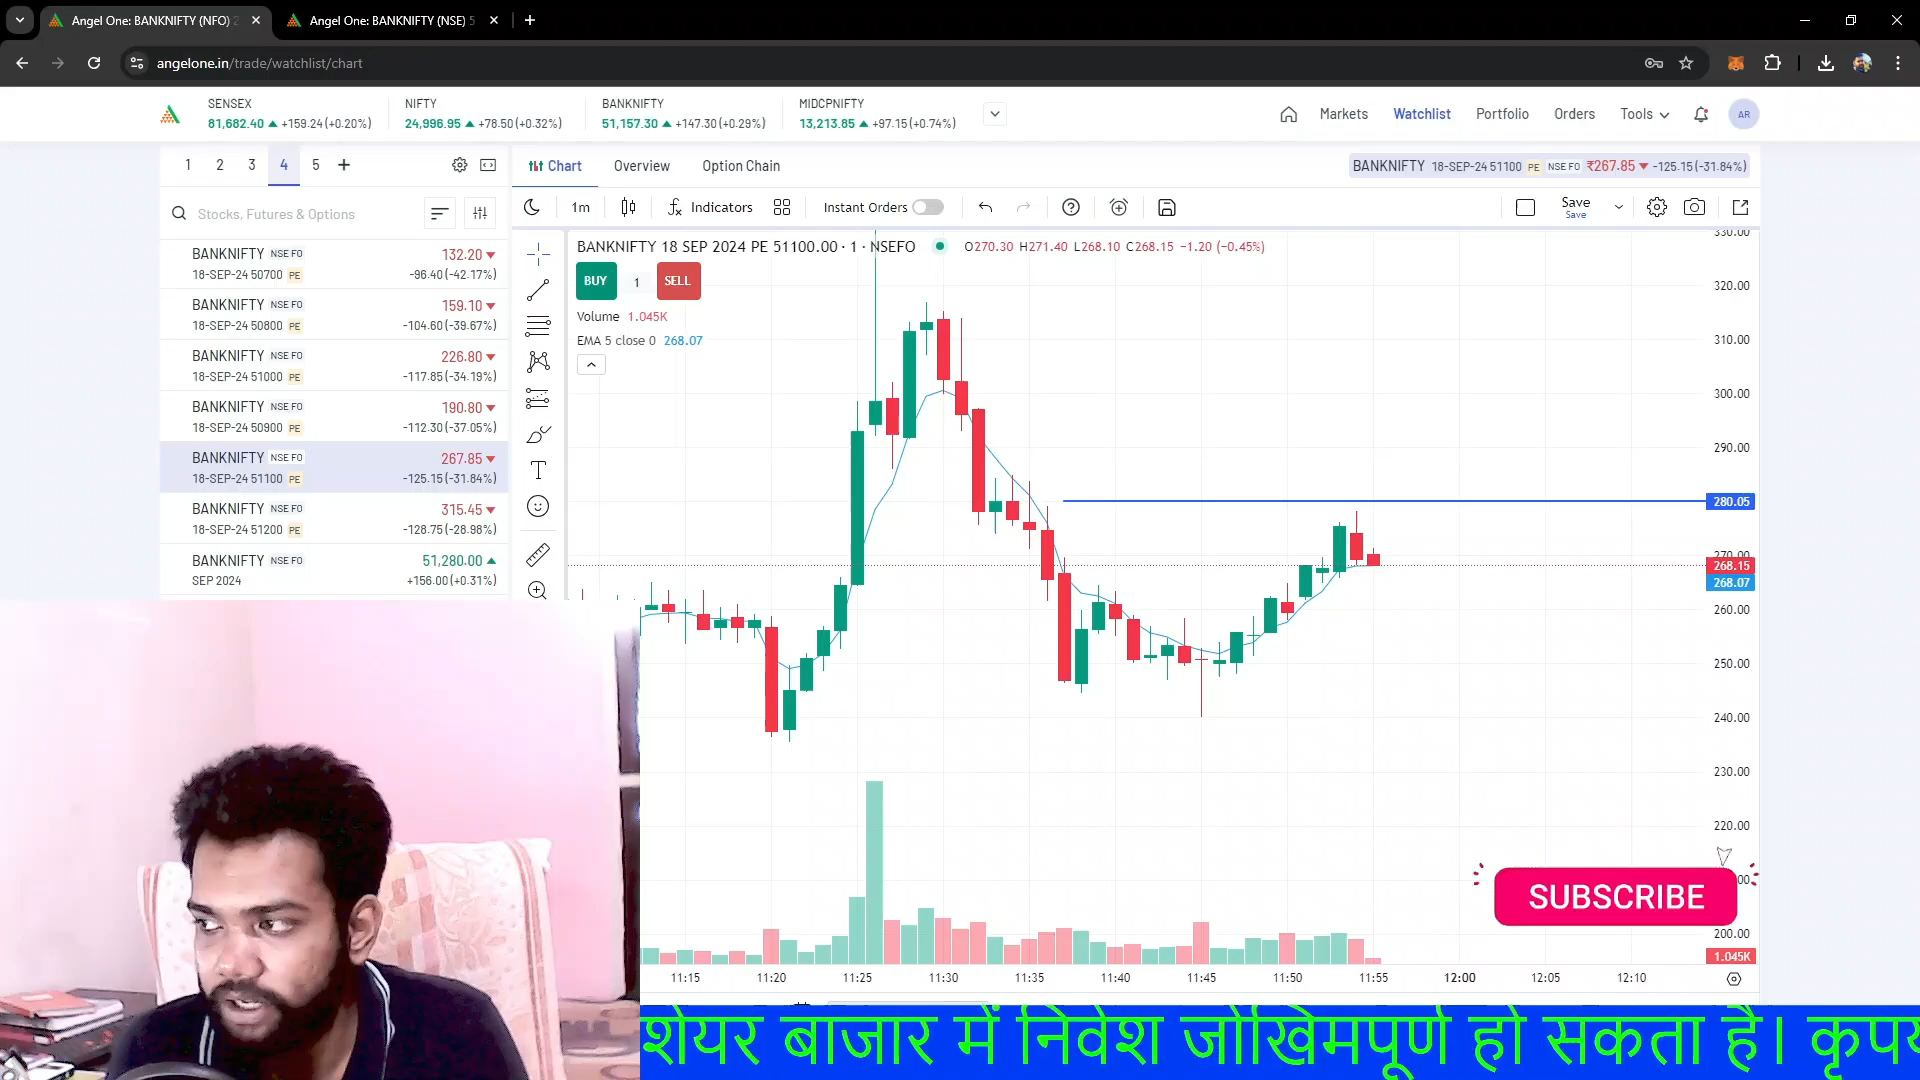 Angel One: BANKNIFTY (NFO) 2
Angel One: BANKNIFTY (NSE) 5
angelone.in/trade/watchlist/chart
SENSEX
81,682.40 +159.24 (+0.20%)
NIFTY
24,996.95 +78.50 (+0.32%)
BANKNIFTY
51,157.30 +147.30 (+0.29%)
MIDCPNIFTY
13,213.85 +97.15 (+0.74%)
Markets
Watchlist
Portfolio
Orders
Tools
AR
1 2 3 4 5 +
Chart
Overview
Option Chain
BANKNIFTY 18-SEP-24 51100 PE NSE FO ₹267.85 -125.15 (-31.84%)
Stocks, Futures & Options
1m
Indicators
Instant Orders
Save
Save
BANKNIFTY NSE FO 132.20
18-SEP-24 50700 PE -96.40 (-42.17%)
BANKNIFTY NSE FO 159.10
18-SEP-24 50800 PE -104.60 (-39.67%)
BANKNIFTY NSE FO 226.80
18-SEP-24 51000 PE -117.85 (-34.19%)
BANKNIFTY NSE FO 190.80
18-SEP-24 50900 PE -112.30 (-37.05%)
BANKNIFTY NSE FO 267.85
18-SEP-24 51100 PE -125.15 (-31.84%)
BANKNIFTY NSE FO 315.45
18-SEP-24 51200 PE -128.75 (-28.98%)
BANKNIFTY NSE FO 51,280.00
SEP 2024 +156.00 (+0.31%)
BANKNIFTY 18 SEP 2024 PE 51100.00 · 1 · NSEFO O270.30 H271.40 L268.10 C268.15 −1.20 (−0.45%)
BUY 1 SELL
Volume 1.045K
EMA 5 close 0 268.07
330.00
320.00
310.00
300.00
290.00
280.05
270.00
268.15
268.07
260.00
250.00
240.00
230.00
220.00
SUBSCRIBE
200.00
1.045K
11:15 11:20 11:25 11:30 11:35 11:40 11:45 11:50 11:55 12:00 12:05 12:10
शेयर बाजार में निवेश जोखिमपूर्ण हो सकता है। कृपय